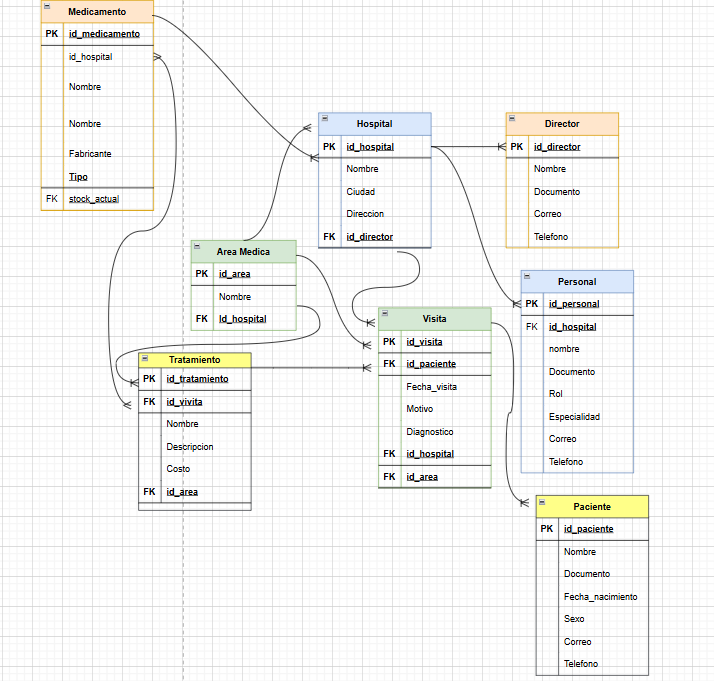 Medicamento
PK id_medicamento
id_hospital
Nombre
Nombre
Fabricante
Tipo
FK stock_actual
Hospital
PK id_hospital
Nombre
Ciudad
Direccion
FK id_director
Director
PK id_director
Nombre
Documento
Correo
Telefono
Area Medica
PK id_area
Nombre
FK Id_hospital
Visita
PK id_visita
FK id_paciente
Fecha_visita
Motivo
Diagnostico
FK id_hospital
FK id_area
Personal
PK id_personal
FK id_hospital
nombre
Documento
Rol
Especialidad
Correo
Telefono
Tratamiento
PK id_tratamiento
FK id_vivita
Nombre
Descripcion
Costo
FK id_area
Paciente
PK id_paciente
Nombre
Documento
Fecha_nacimiento
Sexo
Correo
Telefono